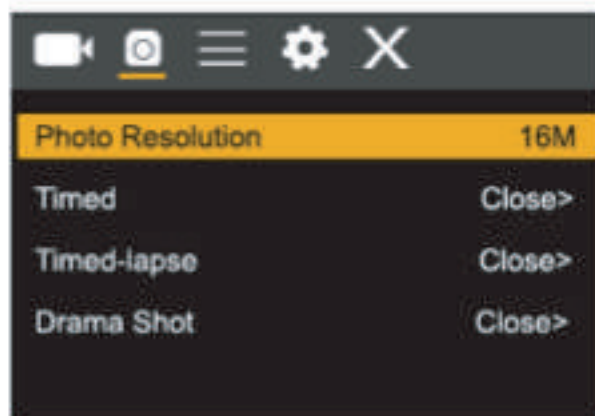 Photo Resolution 16M
Timed Close>
Timed-lapse Close>
Drama Shot Close>